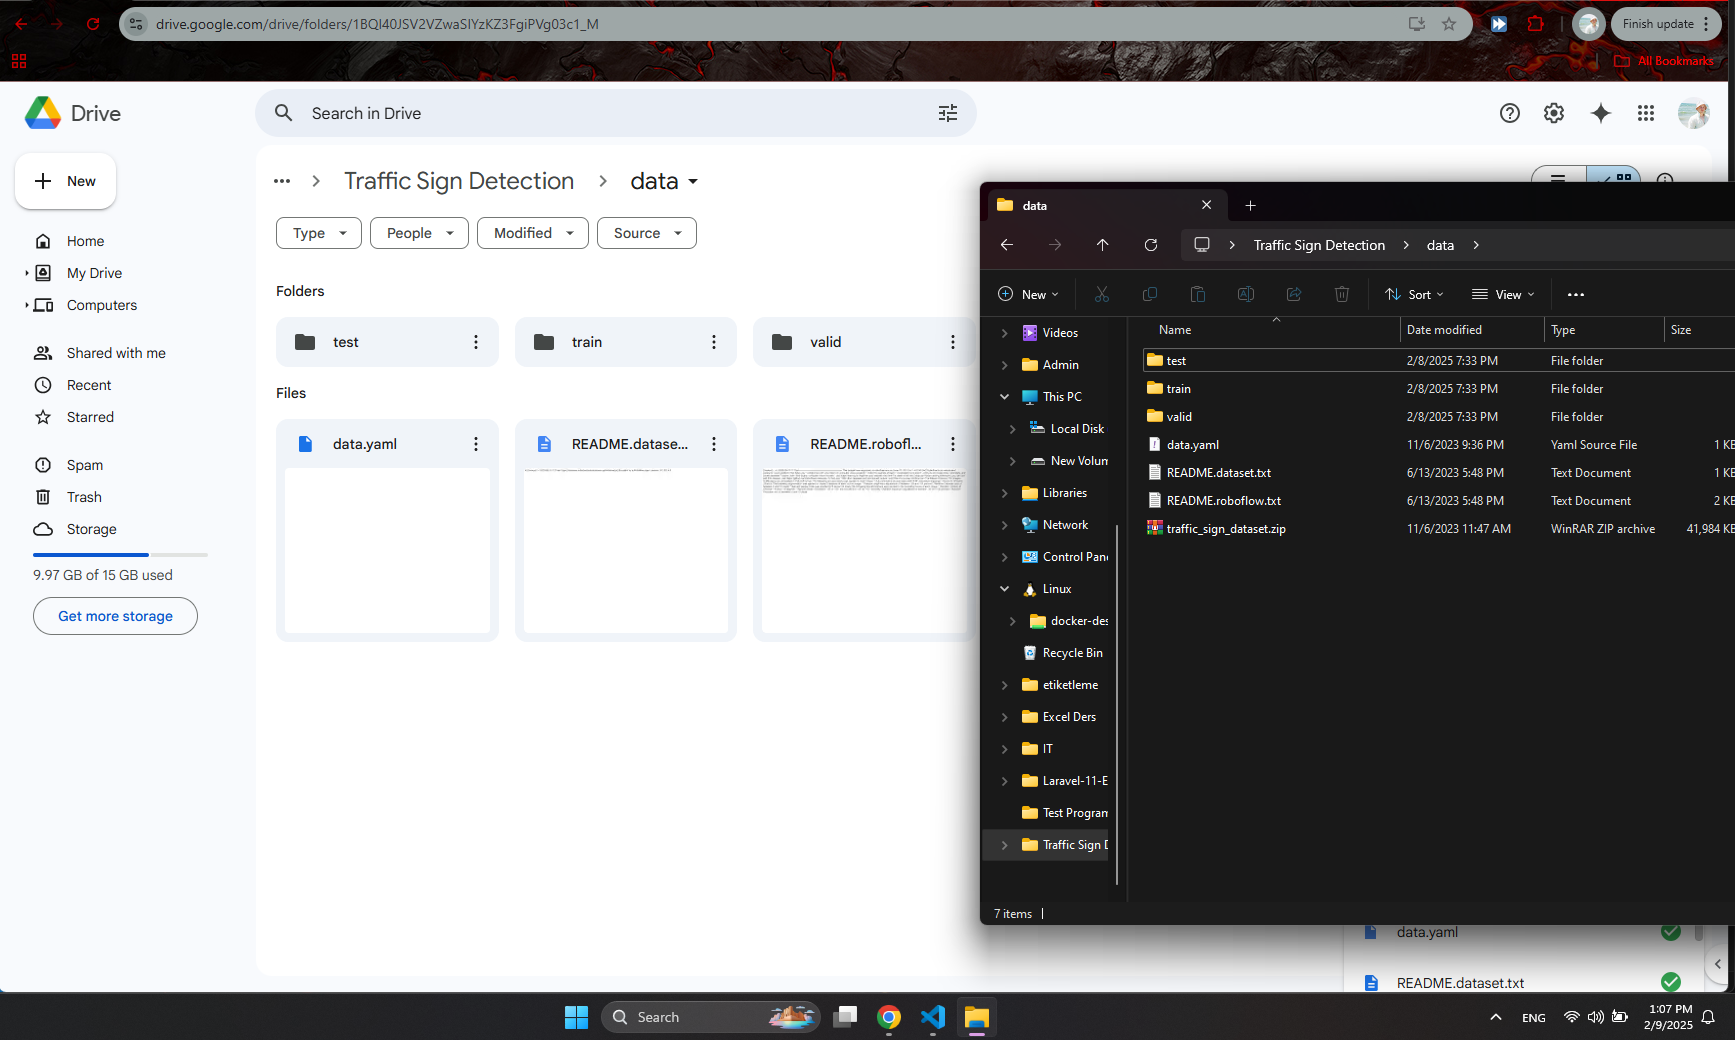 drive.google.com/drive/folders/1BQI40JSV2VZwaSIYzKZ3FgiPVg03c1_M
Finish update
All Bookmarks
Drive
Search in Drive
New
Home
My Drive
Computers
Shared with me
Recent
Starred
Spam
Trash
Storage
9.97 GB of 15 GB used
Get more storage
Traffic Sign Detection
data
Type
People
Modified
Source
Folders
test
train
valid
Files
data.yaml
README.datase...
README.robofl...
data
Traffic Sign Detection
data
New
Sort
View
Videos
Admin
This PC
Local Disk
New Volum
Libraries
Network
Control Pane
Linux
docker-des
Recycle Bin
etiketleme
Excel Ders
IT
Laravel-11-E
Test Program
Traffic Sign D
Name Date modified Type Size
test 2/8/2025 7:33 PM File folder
train 2/8/2025 7:33 PM File folder
valid 2/8/2025 7:33 PM File folder
data.yaml 11/6/2023 9:36 PM Yaml Source File 1 KB
README.dataset.txt 6/13/2023 5:48 PM Text Document 1 KB
README.roboflow.txt 6/13/2023 5:48 PM Text Document 2 KB
traffic_sign_dataset.zip 11/6/2023 11:47 AM WinRAR ZIP archive 41,984 KB
7 items
data.yaml
README.dataset.txt
Search
ENG
1:07 PM
2/9/2025